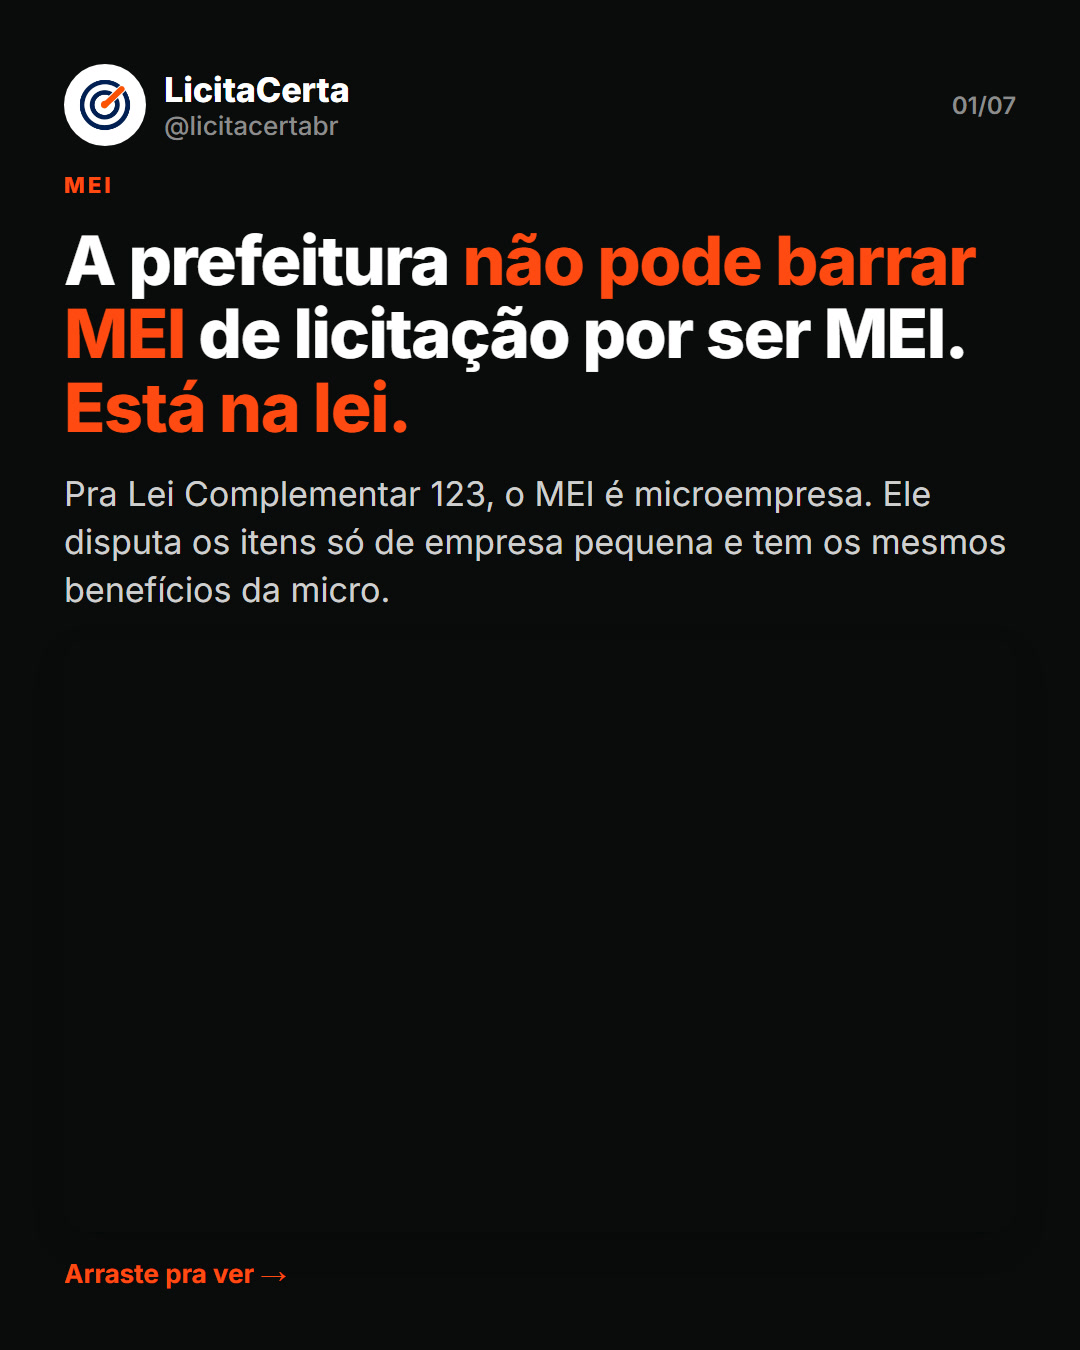 LicitaCerta
@licitacertabr
01/07
MEI
A prefeitura não pode barrar
MEI de licitação por ser MEI.
Está na lei.
Pra Lei Complementar 123, o MEI é microempresa. Ele
disputa os itens só de empresa pequena e tem os mesmos
benefícios da micro.
Arraste pra ver →